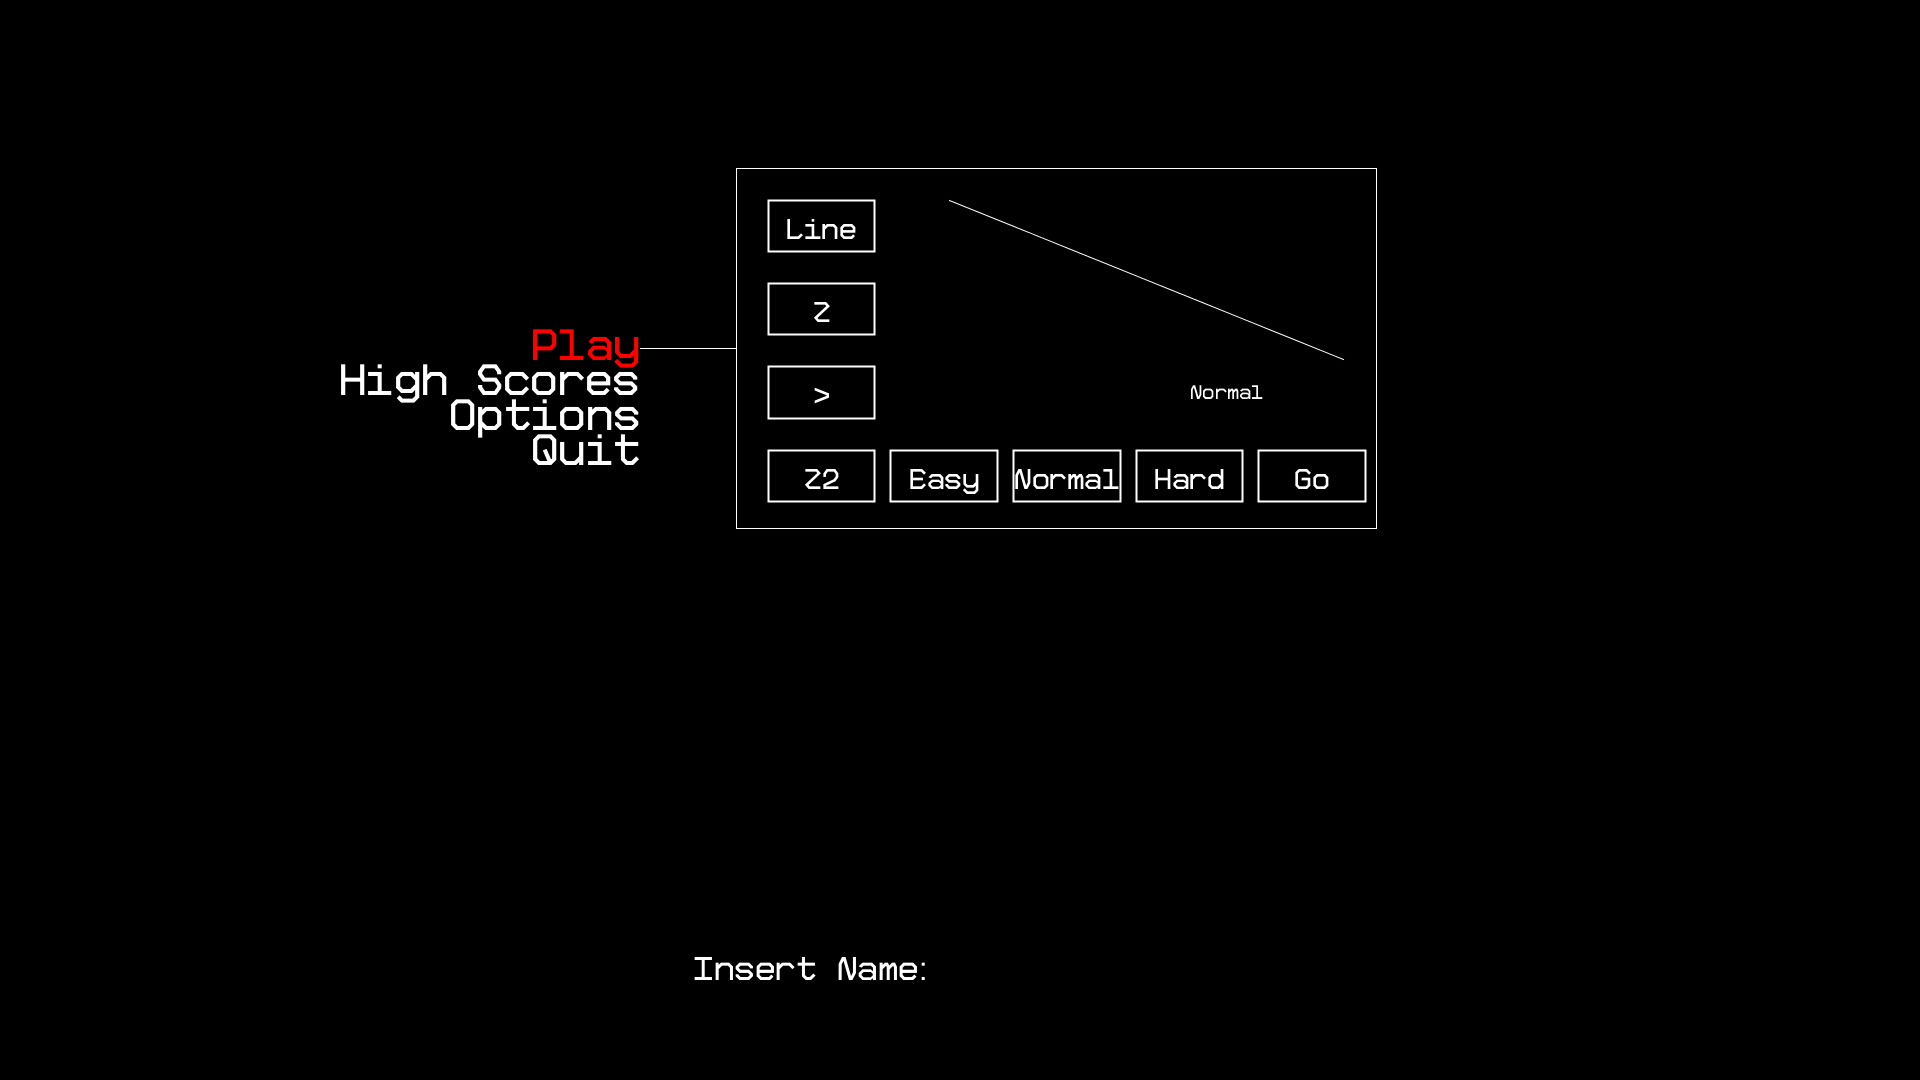 Play
High Scores
Options
Quit
Line
Z
>
Normal
Z2 Easy Normal Hard Go
Insert Name: